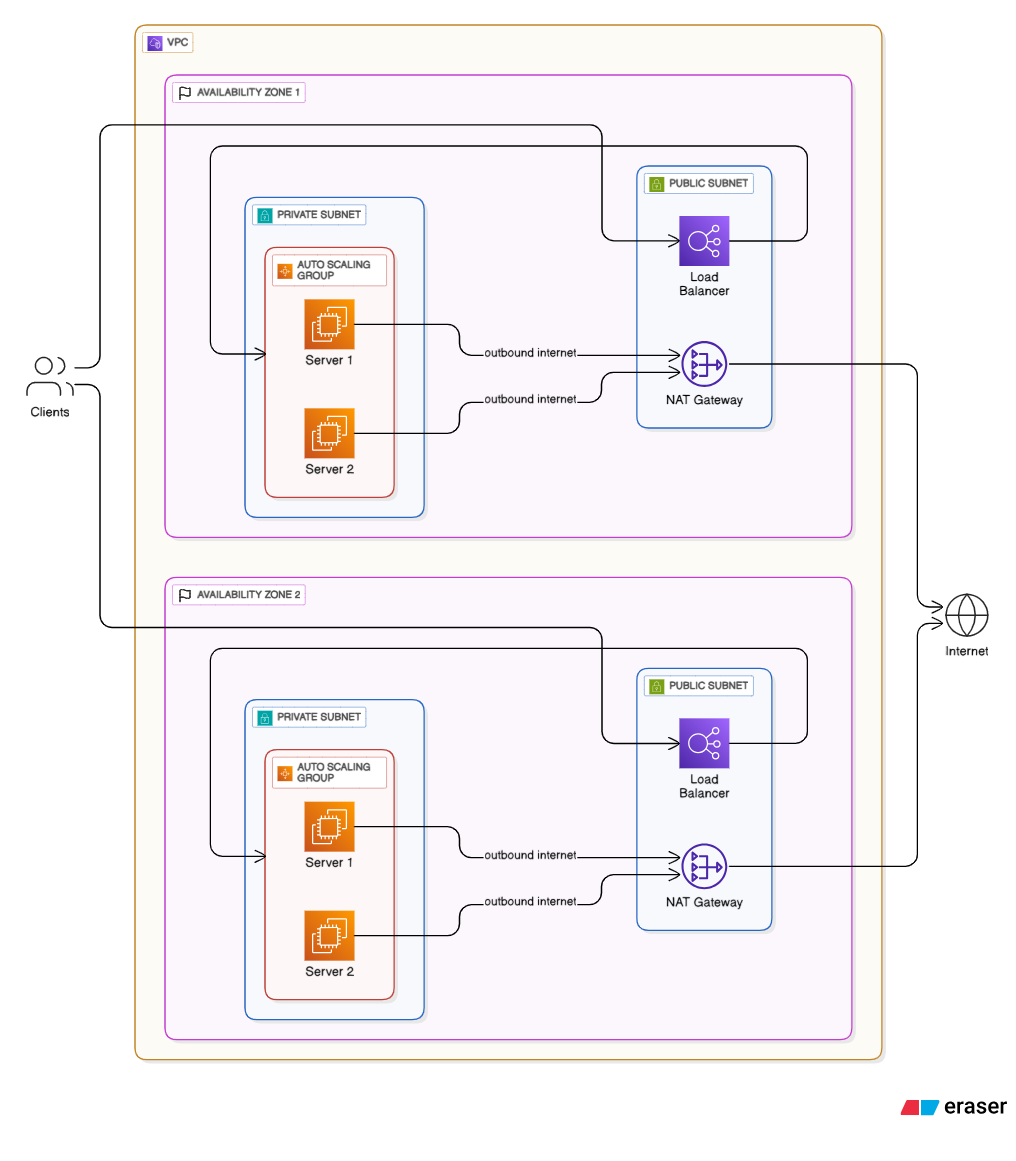 VPC
AVAILABILITY ZONE 1
PUBLIC SUBNET
PRIVATE SUBNET
AUTO SCALING
GROUP
Load
Balancer
Server 1
outbound internet
outbound internet
NAT Gateway
Clients
Server 2
AVAILABILITY ZONE 2
Internet
PUBLIC SUBNET
PRIVATE SUBNET
AUTO SCALING
GROUP
Load
Balancer
Server 1
outbound internet
outbound internet
NAT Gateway
Server 2
eraser